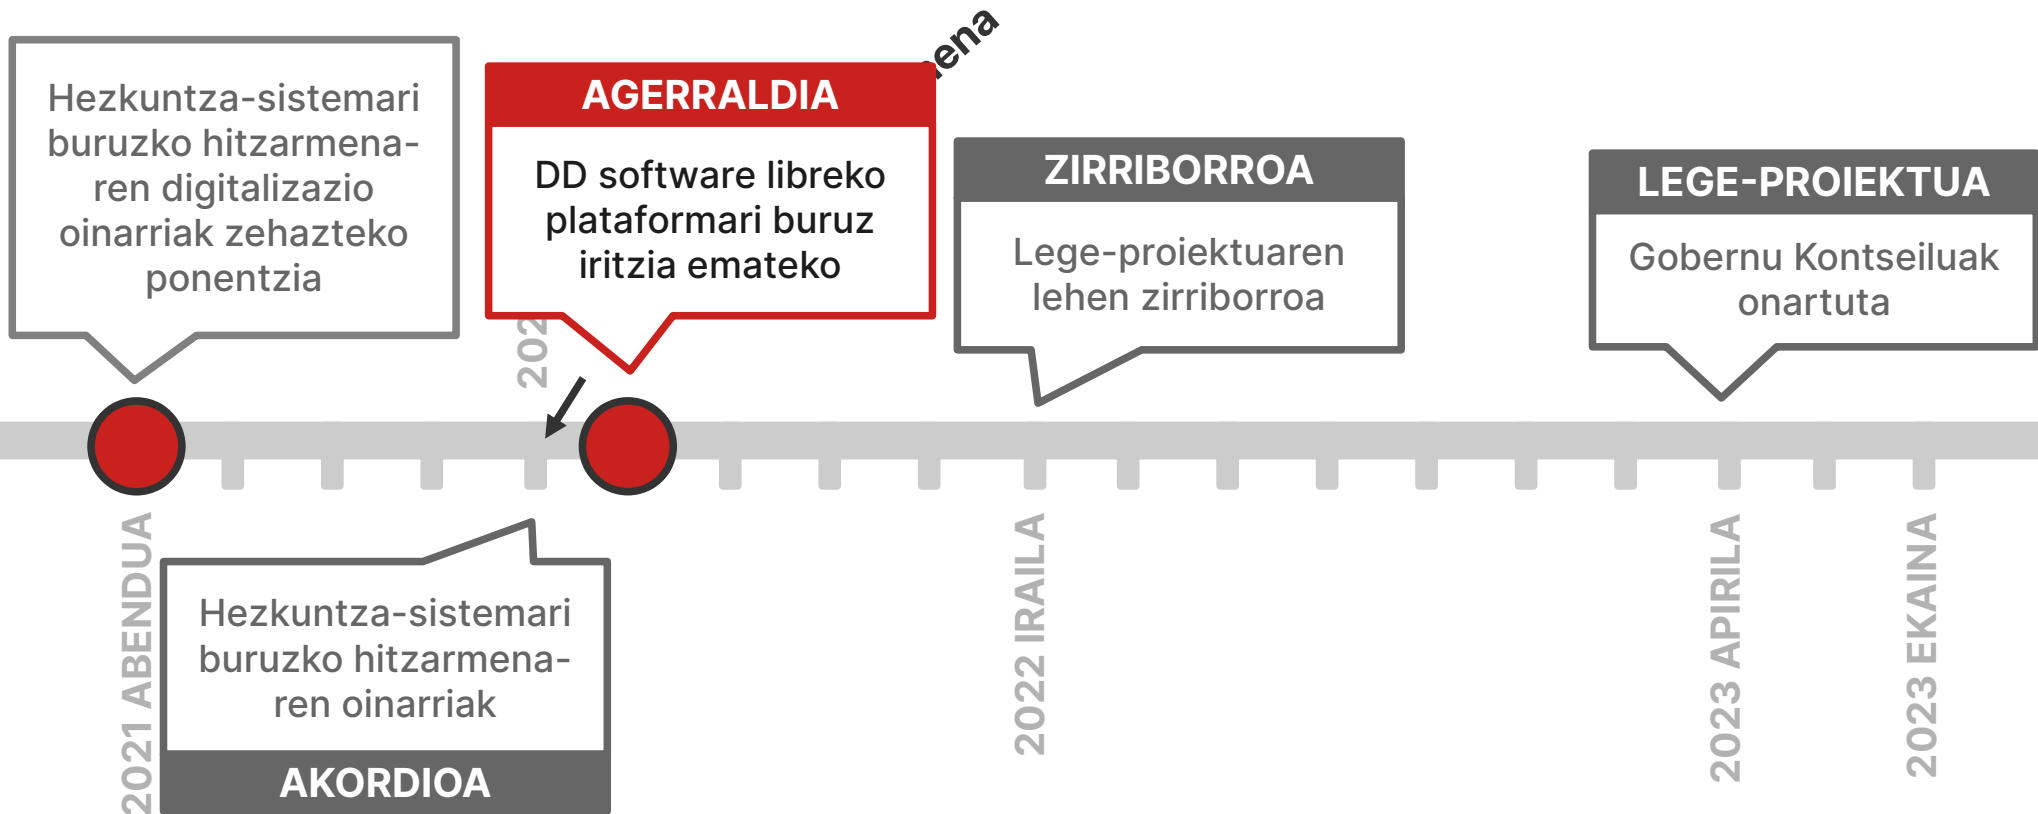 Hezkuntza-sistemari
buruzko hitzarmena-
ren digitalizazio
oinarriak zehazteko
ponentzia
AGERRALDIA
DD software libreko
plataformari buruz
iritzia emateko
ZIRRIBORROA
Lege-proiektuaren
lehen zirriborroa
LEGE-PROIEKTUA
Gobernu Kontseiluak
onartuta
2021 ABENDUA
Hezkuntza-sistemari
buruzko hitzarmena-
ren oinarriak
AKORDIOA
2022 IRAILA
2023 APIRILA
2023 EKAINA